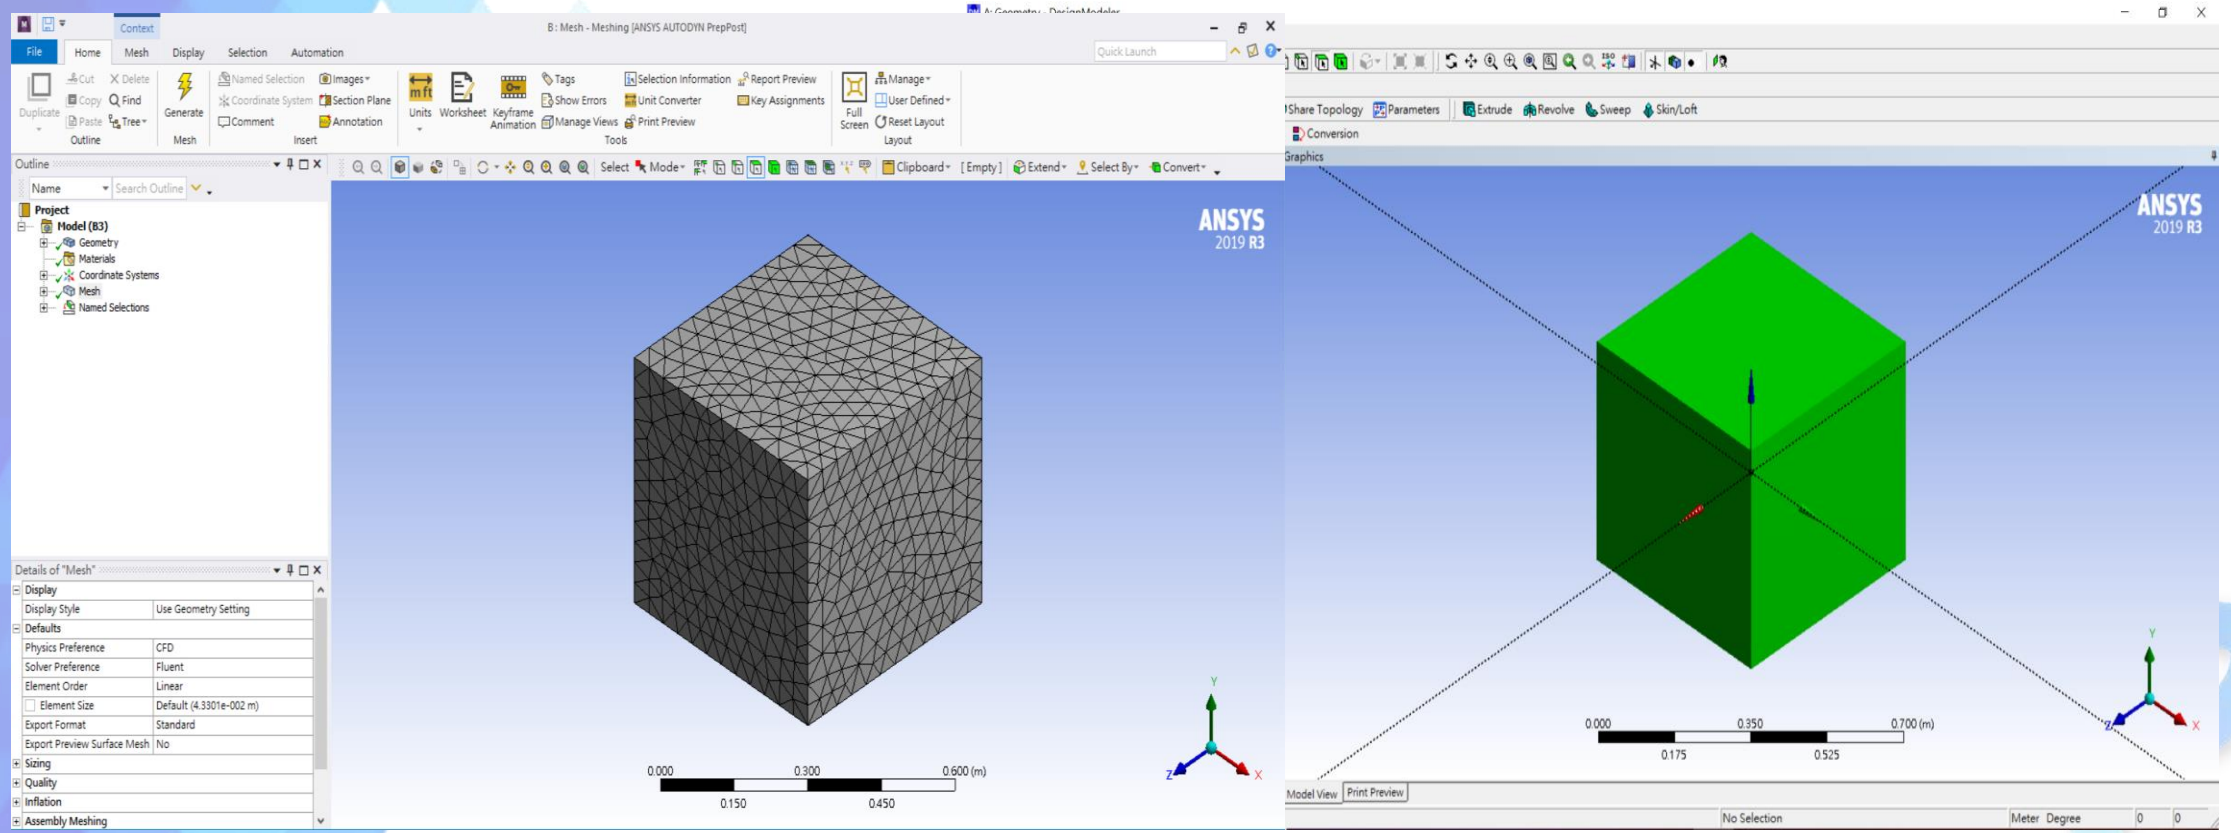 B : Mesh - Meshing [ANSYS AUTODYN PrepPost]
Context
File Home Mesh Display Selection Automation
Quick Launch
Duplicate
Cut Delete
Copy Find
Paste Tree
Outline
Generate
Mesh
Named Selection Images
Coordinate System Section Plane
Comment Annotation
Insert
Units Worksheet Keyframe Animation
Tags Selection Information Report Preview
Show Errors Unit Converter Key Assignments
Manage Views Print Preview
Tools
Full Screen
Manage
User Defined
Reset Layout
Layout
Outline
Select Mode Clipboard [Empty] Extend Select By Convert
Name Search Outline
Project
Model (B3)
Geometry
Materials
Coordinate Systems
Mesh
Named Selections
Details of "Mesh"
Display
Display Style Use Geometry Setting
Defaults
Physics Preference CFD
Solver Preference Fluent
Element Order Linear
Element Size Default (4.3301e-002 m)
Export Format Standard
Export Preview Surface Mesh No
Sizing
Quality
Inflation
Assembly Meshing
ANSYS
2019 R3
Y
Z X
0.000 0.300 0.600 (m)
0.150 0.450
A: Geometry - DesignModeler
ISO
Share Topology Parameters Extrude Revolve Sweep Skin/Loft
Conversion
Graphics
ANSYS
2019 R3
Y
Z X
0.000 0.350 0.700 (m)
0.175 0.525
Model View Print Preview
No Selection Meter Degree 0 0